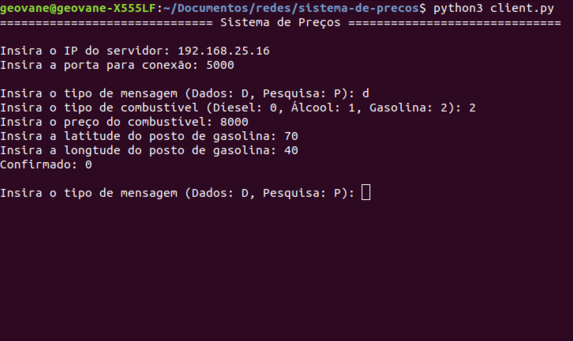 geovane@geovane-X555LF:~/Documentos/redes/sistema-de-precos$ python3 client.py
============================== Sistema de Preços ==============================
Insira o IP do servidor: 192.168.25.16
Insira a porta para conexão: 5000
Insira o tipo de mensagem (Dados: D, Pesquisa: P): d
Insira o tipo de combustivel (Diesel: 0, Álcool: 1, Gasolina: 2): 2
Insira o preço do combustivel: 8000
Insira a latitude do posto de gasolina: 70
Insira a longtude do posto de gasolina: 40
Confirmado: 0
Insira o tipo de mensagem (Dados: D, Pesquisa: P):